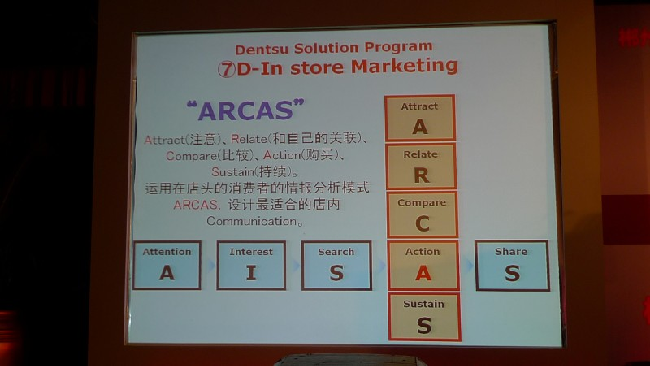 Dentsu Solution Program
⑦D-In store Marketing
“ARCAS”
Attract(注意)、Relate(和自己的关联)、
Compare(比较)、Action(购买)、
Sustain(持续)。
运用在店头的消费者的情报分析模式
ARCAS，设计最适合的店内
Communication。
Attract
A
Relate
R
Compare
C
Attention
A
Interest
I
Search
S
Action
A
Share
S
Sustain
S